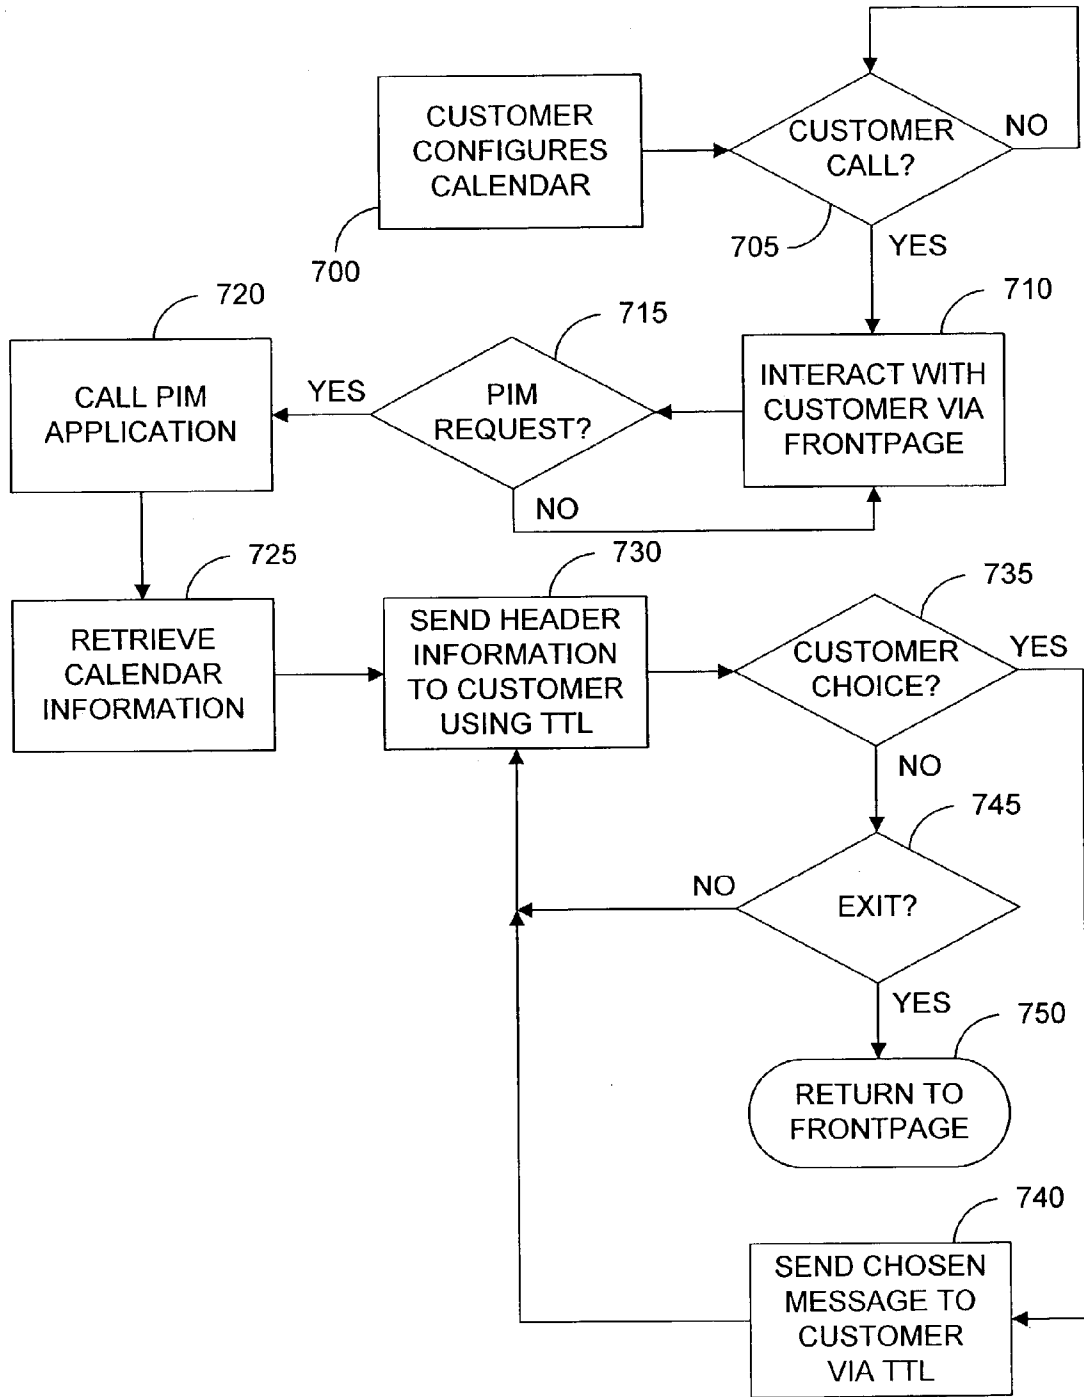 CUSTOMER
CONFIGURES
CALENDAR
700
CUSTOMER
CALL?
NO
705
YES
710
INTERACT WITH
CUSTOMER VIA
FRONTPAGE
715
PIM
REQUEST?
YES
NO
720
CALL PIM
APPLICATION
725
RETRIEVE
CALENDAR
INFORMATION
730
SEND HEADER
INFORMATION
TO CUSTOMER
USING TTL
735
CUSTOMER
CHOICE?
YES
NO
745
EXIT?
NO
YES
750
RETURN TO
FRONTPAGE
740
SEND CHOSEN
MESSAGE TO
CUSTOMER
VIA TTL